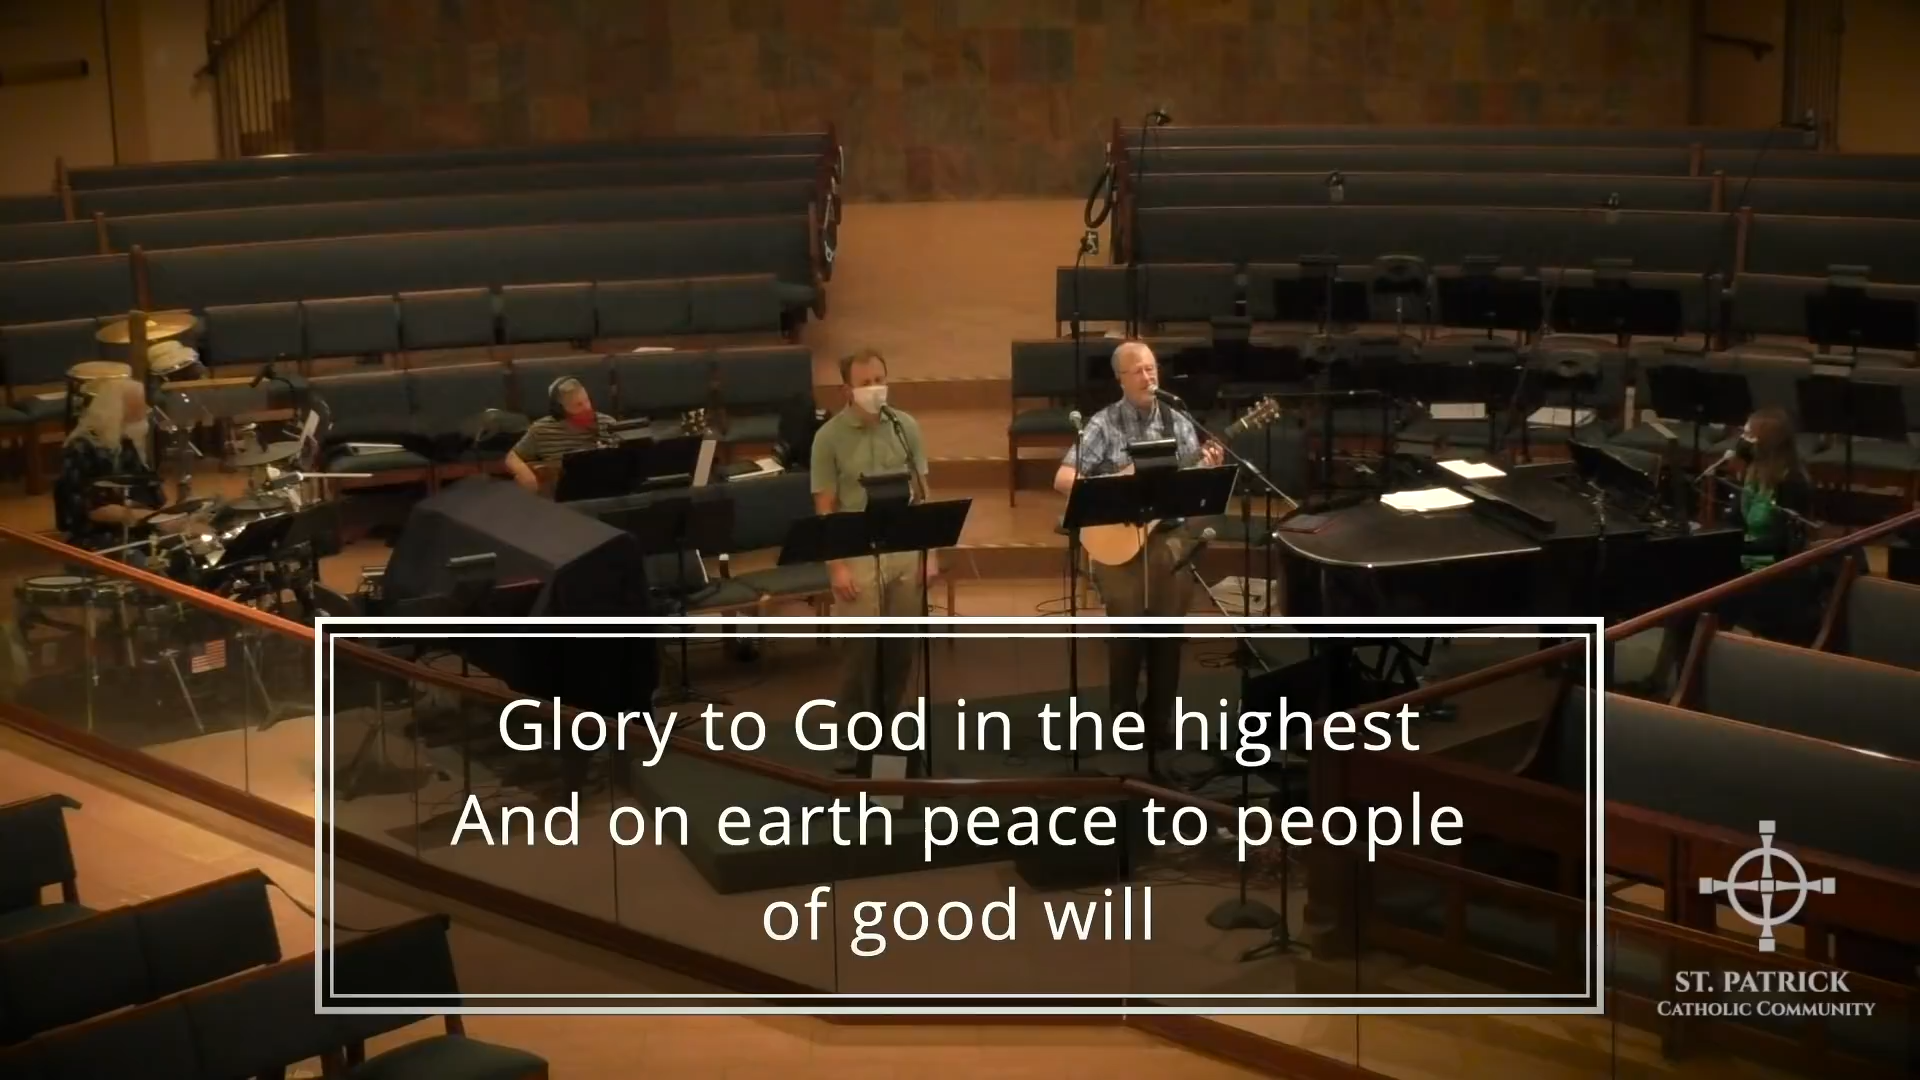 Glory to God in the highest
And on earth peace to people
of good will
ST. PATRICK
CATHOLIC COMMUNITY